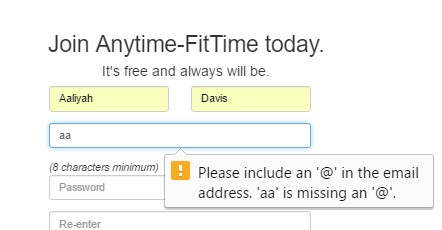 Join Anytime-FitTime today.
It's free and always will be.
Aaliyah Davis
aa
(8 characters minimum)
Please include an '@' in the email
address. 'aa' is missing an '@'.
Password
Re-enter